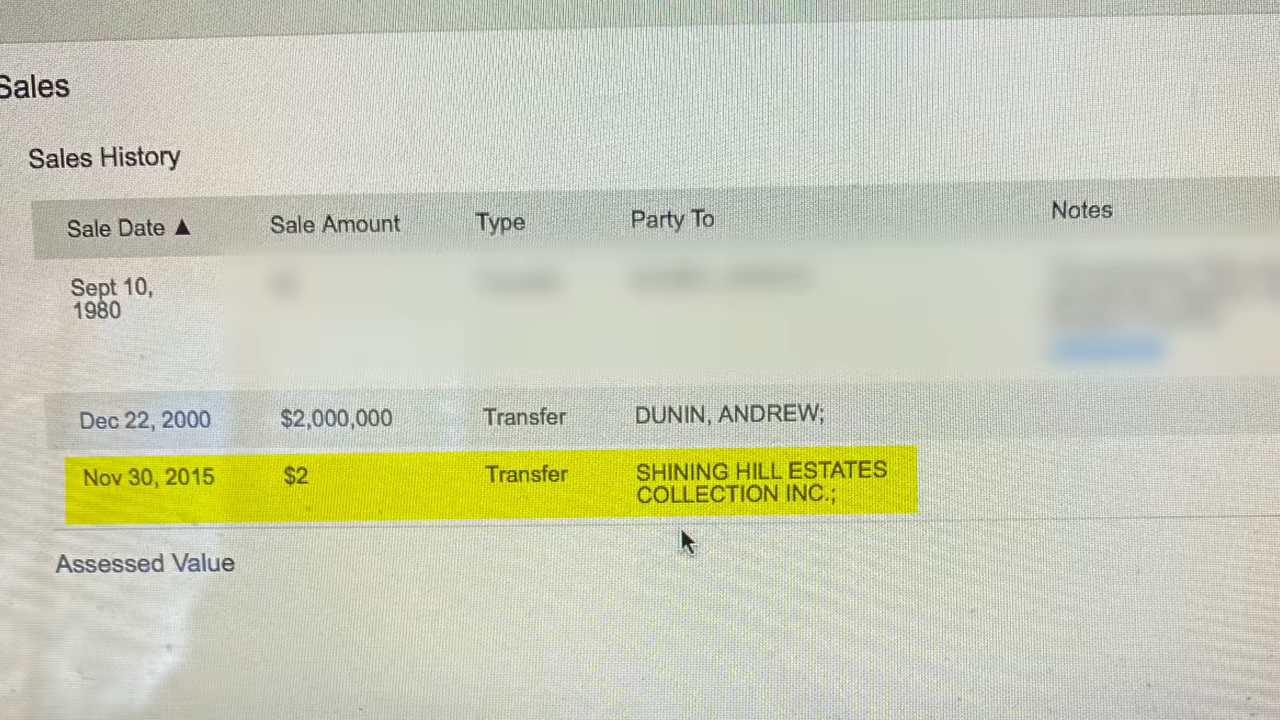 Sales
Sales History
Sale Date ▲ Sale Amount Type Party To Notes
Sept 10,
1980
Dec 22, 2000 $2,000,000 Transfer DUNIN, ANDREW;
Nov 30, 2015 $2 Transfer SHINING HILL ESTATES
COLLECTION INC.;
Assessed Value